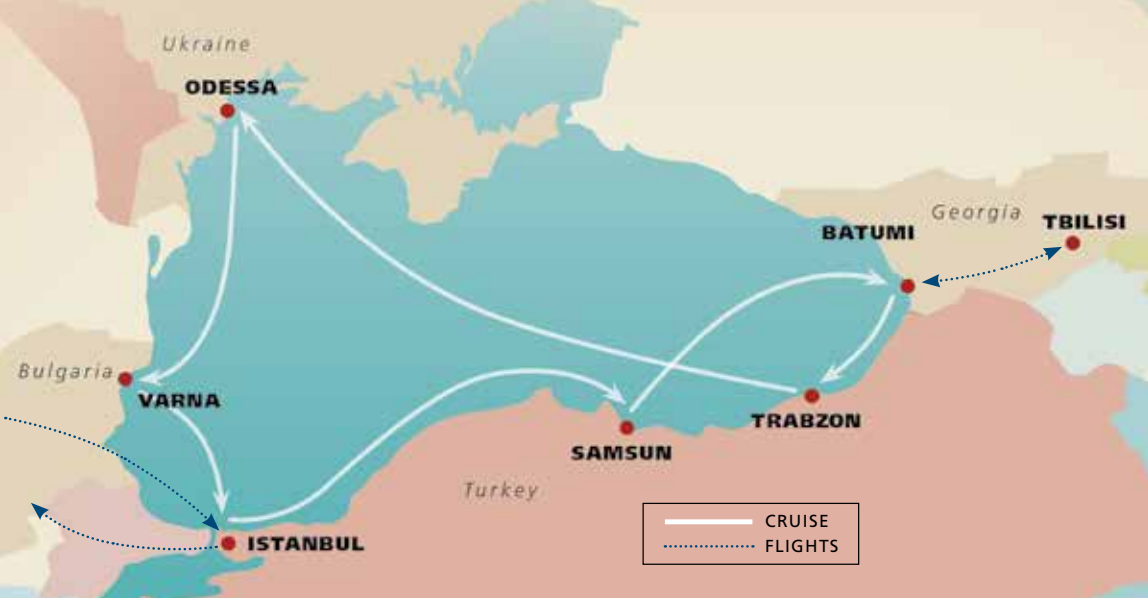 Ukraine
ODESSA
Georgia
TBILISI
BATUMI
Bulgaria
VARNA
TRABZON
SAMSUN
Turkey
CRUISE
ISTANBUL
FLIGHTS